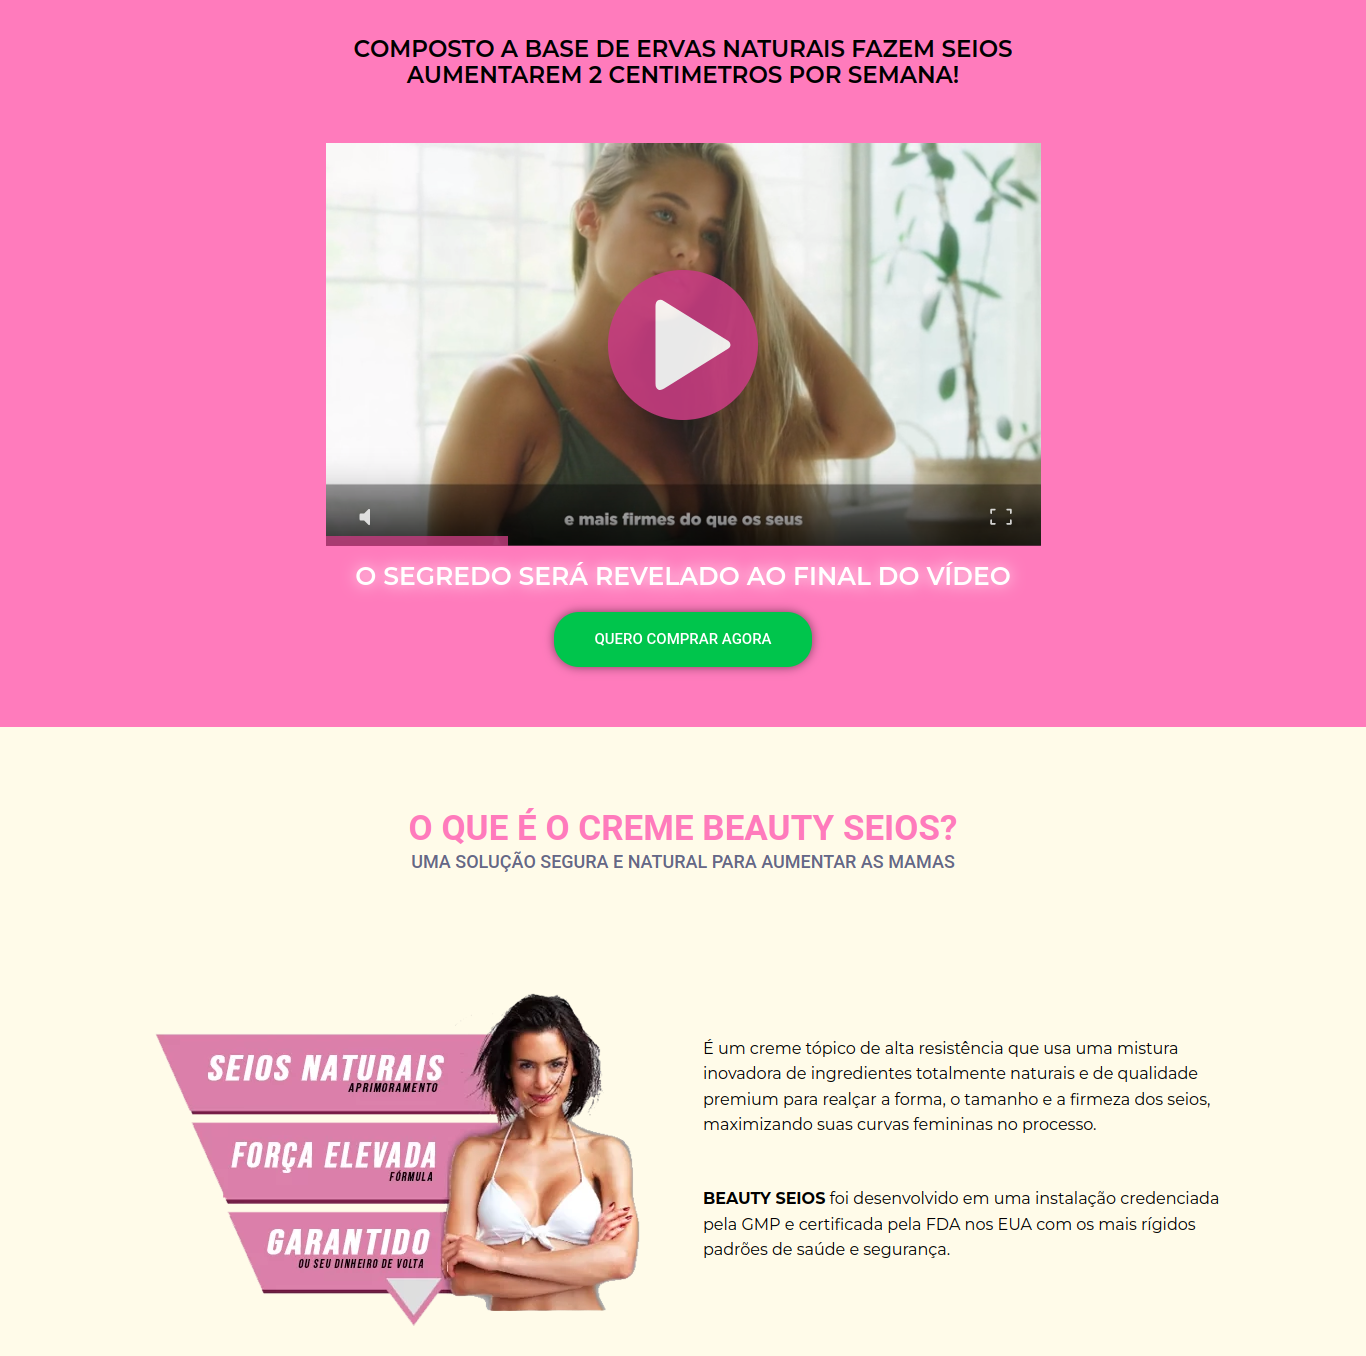 COMPOSTO A BASE DE ERVAS NATURAIS FAZEM SEIOS
AUMENTAREM 2 CENTIMETROS POR SEMANA!
e mais firmes do que os seus
O SEGREDO SERÁ REVELADO AO FINAL DO VÍDEO
QUERO COMPRAR AGORA
O QUE É O CREME BEAUTY SEIOS?
UMA SOLUÇÃO SEGURA E NATURAL PARA AUMENTAR AS MAMAS
SEIOS NATURAIS
APRIMORAMENTO
FORÇA ELEVADA
FÓRMULA
GARANTIDO
OU SEU DINHEIRO DE VOLTA
É um creme tópico de alta resistência que usa uma mistura
inovadora de ingredientes totalmente naturais e de qualidade
premium para realçar a forma, o tamanho e a firmeza dos seios,
maximizando suas curvas femininas no processo.
BEAUTY SEIOS foi desenvolvido em uma instalação credenciada
pela GMP e certificada pela FDA nos EUA com os mais rígidos
padrões de saúde e segurança.